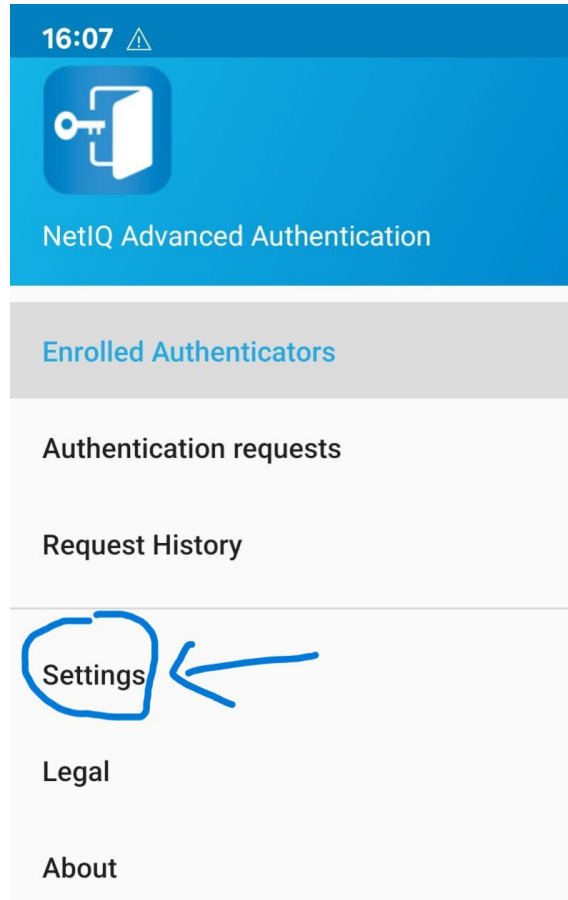 16:07
NetIQ Advanced Authentication
Enrolled Authenticators
Authentication requests
Request History
Settings
Legal
About